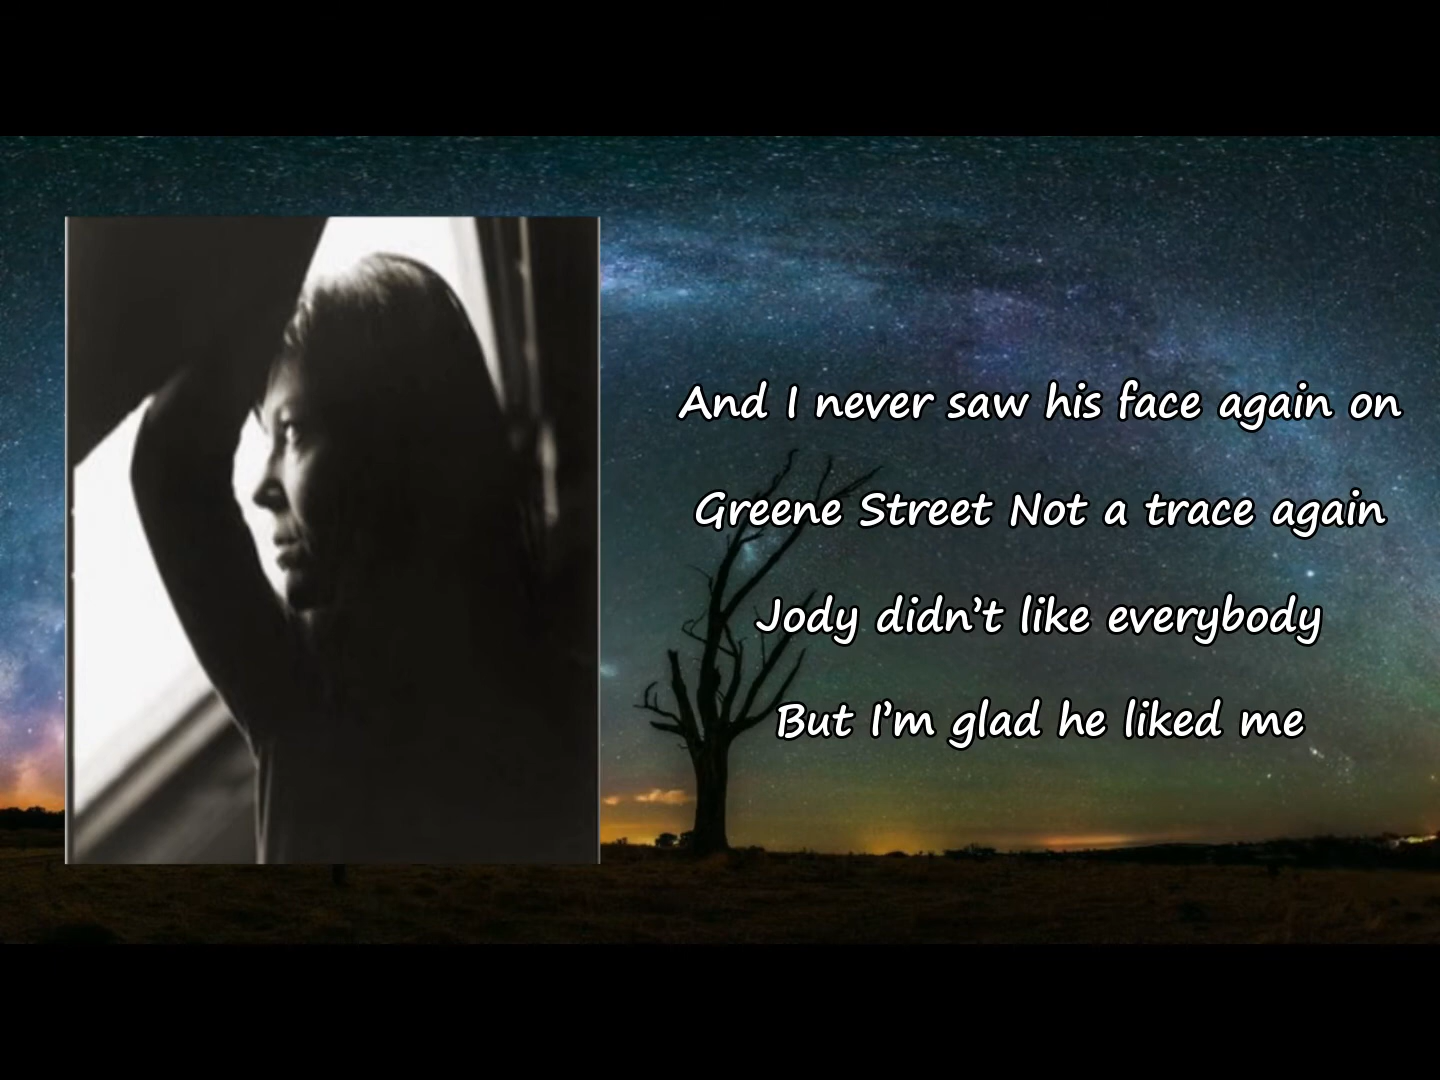 And I never saw his face again on
Greene Street Not a trace again
Jody didn't like everybody
But I'm glad he liked me